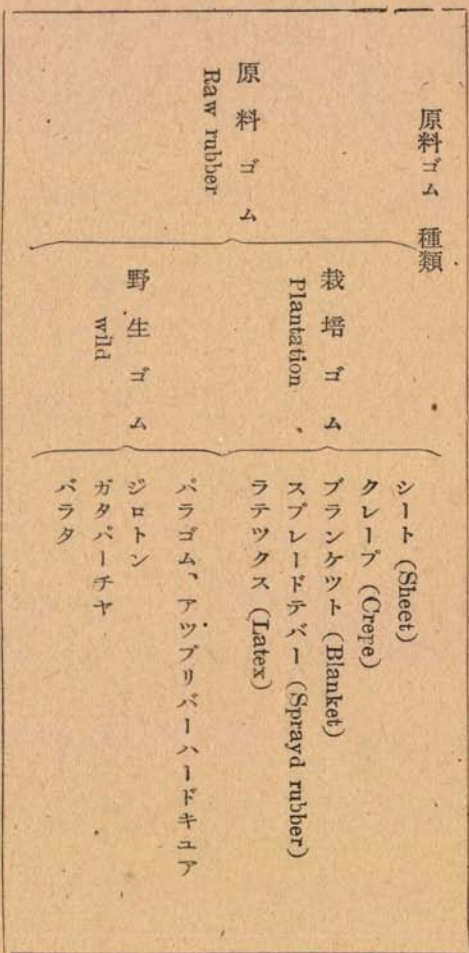 原料ゴム 種類
原料ゴム
Raw rubber
栽培ゴム
Plantation
シート (Sheet)
クレープ (Crepe)
ブランケツト (Blanket)
スプレードラバー (Sprayd rubber)
ラテツクス (Latex)
野生ゴム
wild
パラゴム、アツプリバーハードキュア
ジロトン
ガタパーチヤ
バラタ